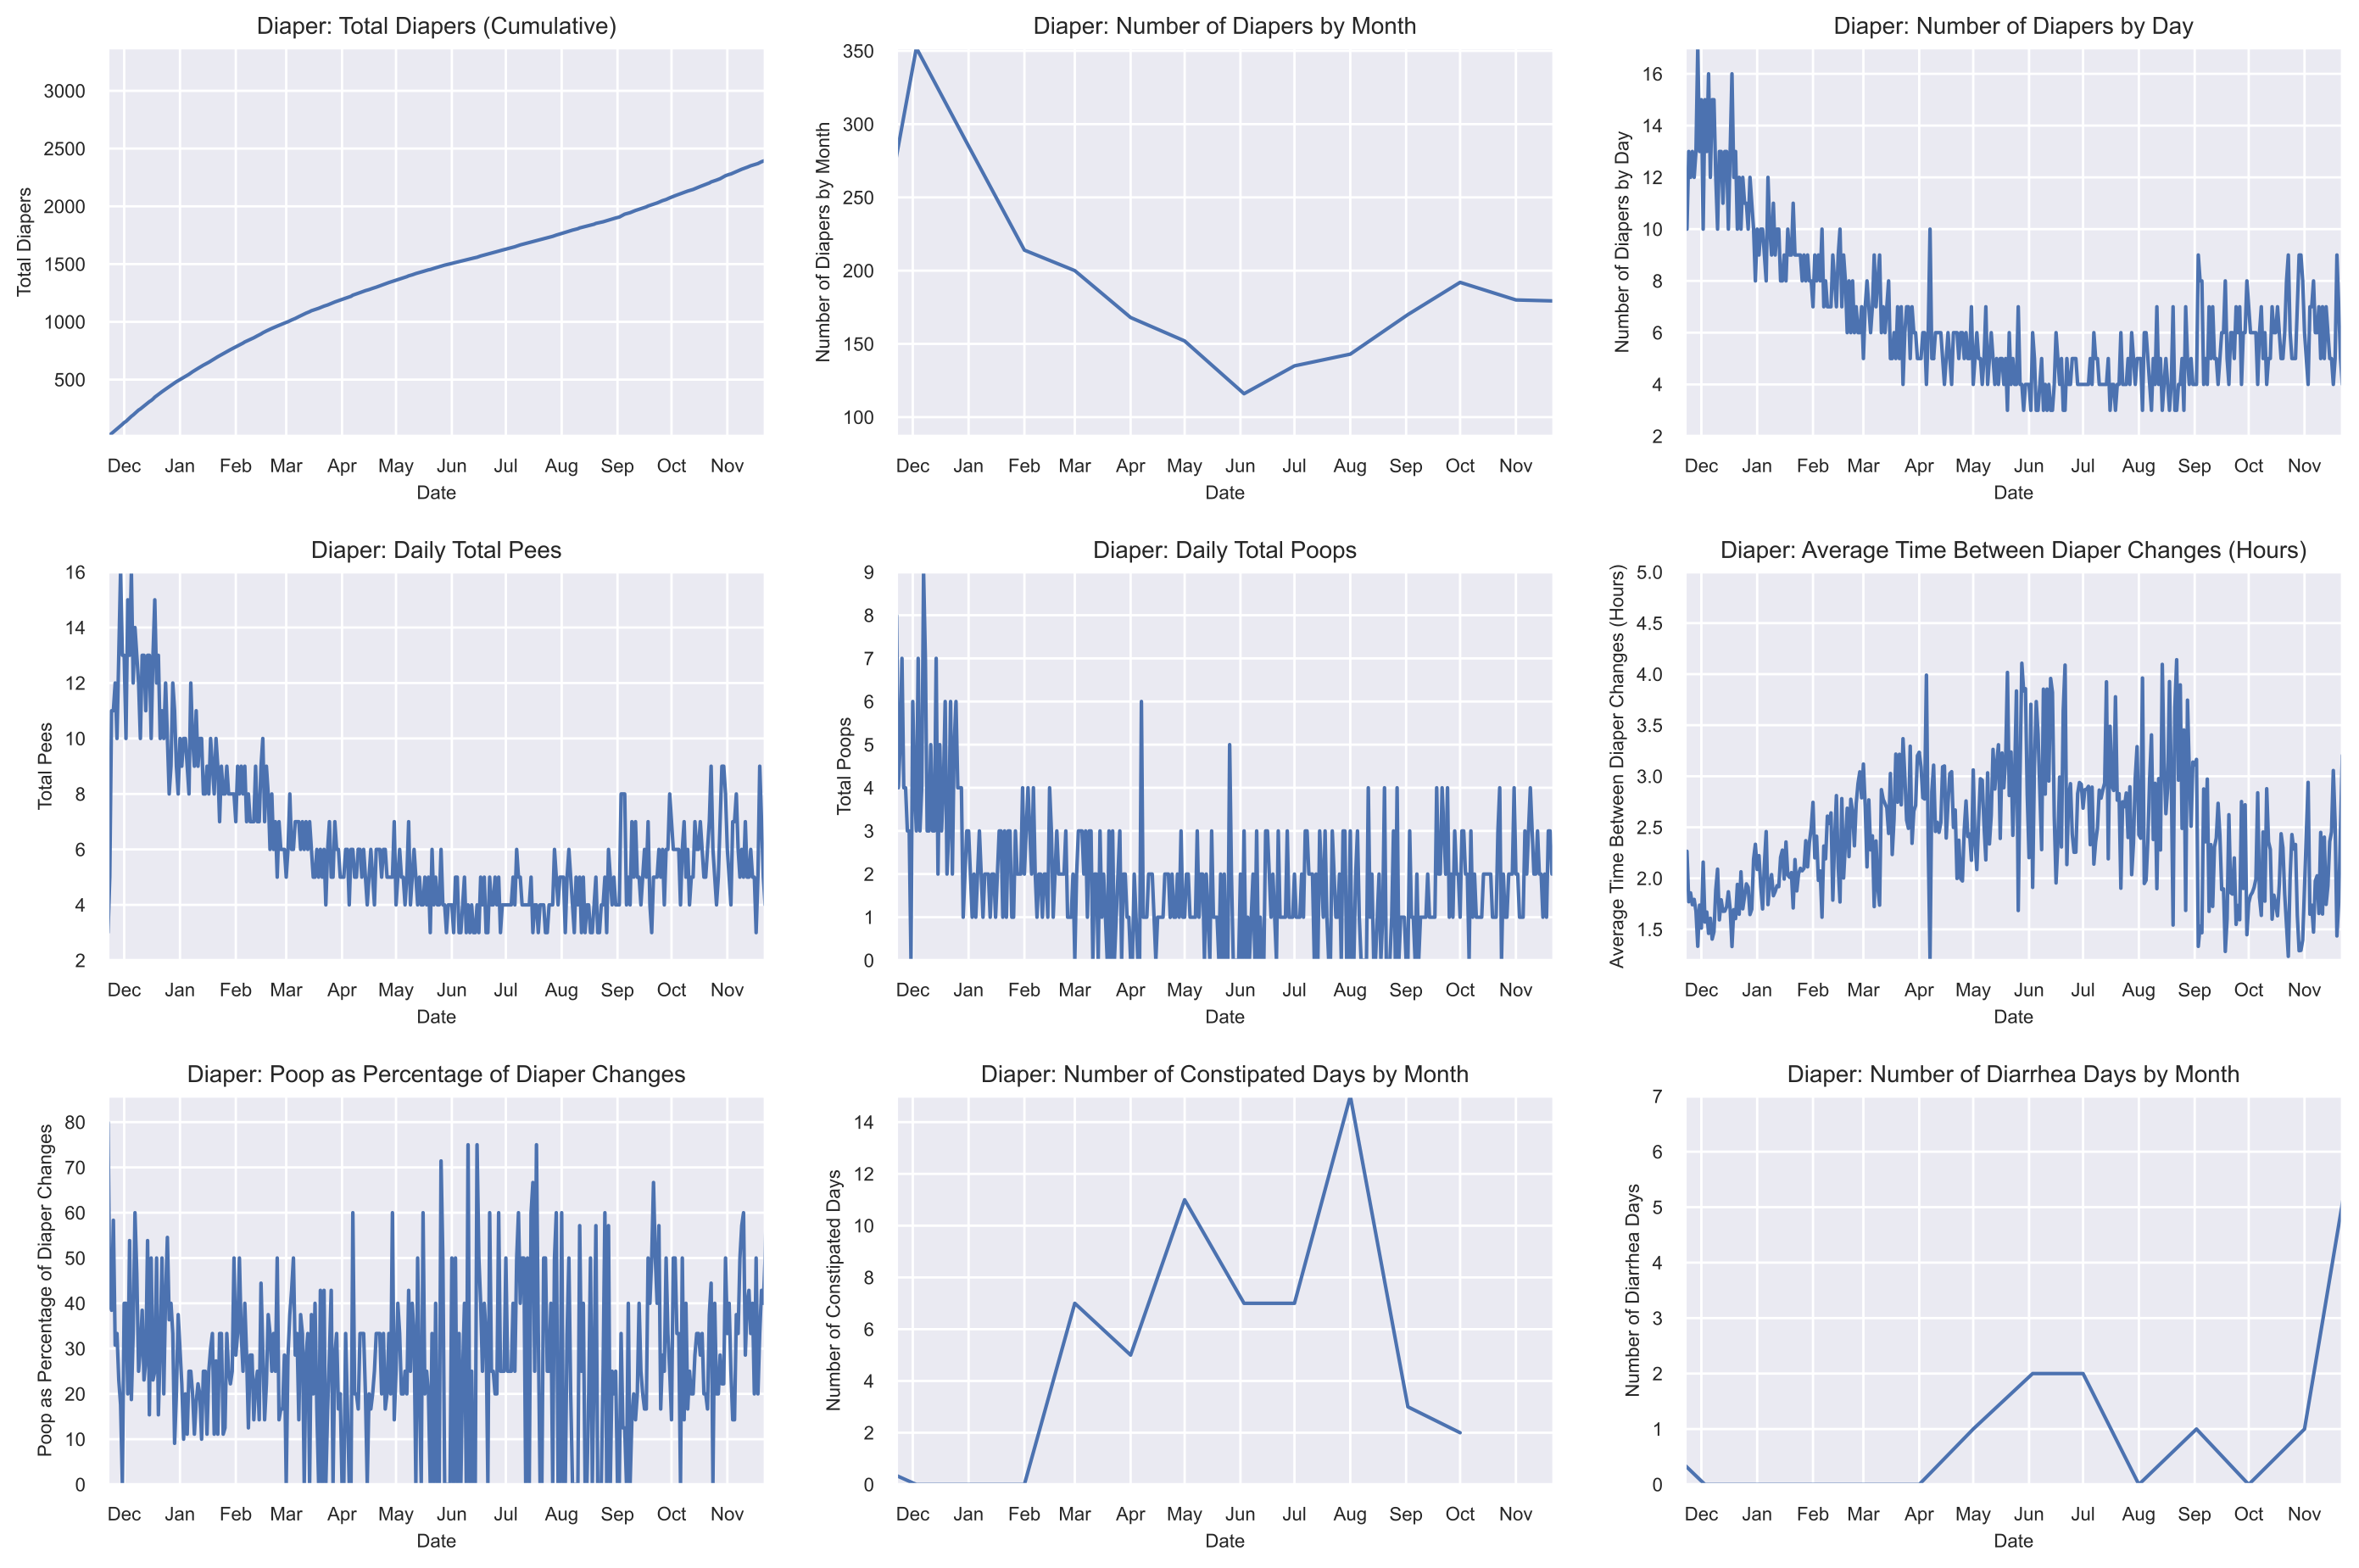 Diaper: Total Diapers (Cumulative)
Total Diapers
3000
2500
2000
1500
1000
500
Dec Jan Feb Mar Apr May Jun Jul Aug Sep Oct Nov
Date
Diaper: Number of Diapers by Month
Number of Diapers by Month
350
300
250
200
150
100
Dec Jan Feb Mar Apr May Jun Jul Aug Sep Oct Nov
Date
Diaper: Number of Diapers by Day
Number of Diapers by Day
16
14
12
10
8
6
4
2
Dec Jan Feb Mar Apr May Jun Jul Aug Sep Oct Nov
Date
Diaper: Daily Total Pees
Total Pees
16
14
12
10
8
6
4
2
Dec Jan Feb Mar Apr May Jun Jul Aug Sep Oct Nov
Date
Diaper: Daily Total Poops
Total Poops
9
8
7
6
5
4
3
2
1
0
Dec Jan Feb Mar Apr May Jun Jul Aug Sep Oct Nov
Date
Diaper: Average Time Between Diaper Changes (Hours)
Average Time Between Diaper Changes (Hours)
5.0
4.5
4.0
3.5
3.0
2.5
2.0
1.5
Dec Jan Feb Mar Apr May Jun Jul Aug Sep Oct Nov
Date
Diaper: Poop as Percentage of Diaper Changes
Poop as Percentage of Diaper Changes
80
70
60
50
40
30
20
10
0
Dec Jan Feb Mar Apr May Jun Jul Aug Sep Oct Nov
Date
Diaper: Number of Constipated Days by Month
Number of Constipated Days
14
12
10
8
6
4
2
0
Dec Jan Feb Mar Apr May Jun Jul Aug Sep Oct Nov
Date
Diaper: Number of Diarrhea Days by Month
Number of Diarrhea Days
7
6
5
4
3
2
1
0
Dec Jan Feb Mar Apr May Jun Jul Aug Sep Oct Nov
Date